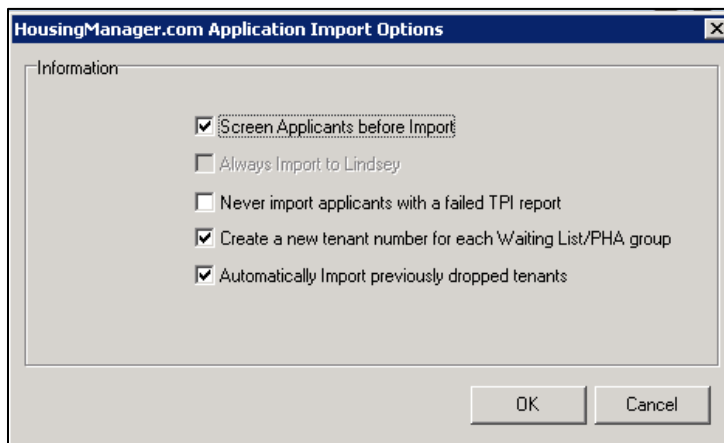 HousingManager.com Application Import Options
Information
Screen Applicants before Import
Always Import to Lindsey
Never import applicants with a failed TPI report
Create a new tenant number for each Waiting List/PHA group
Automatically Import previously dropped tenants
OK Cancel